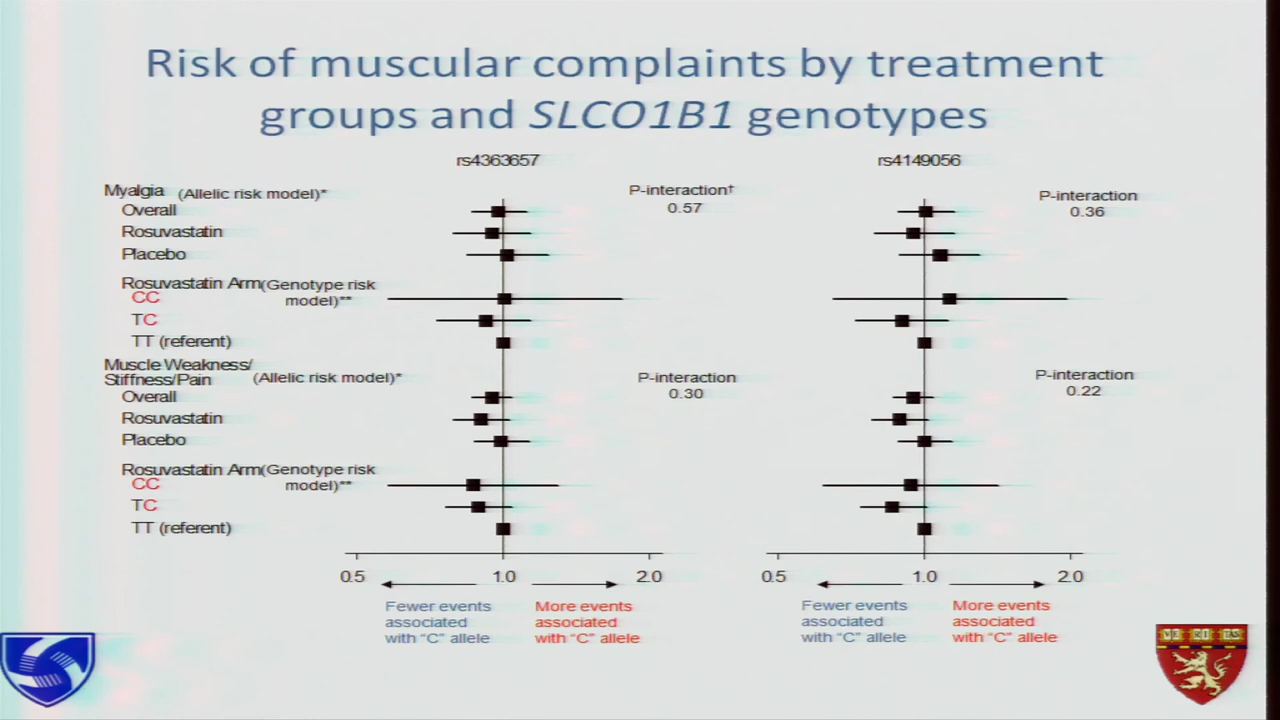 Risk of muscular complaints by treatment
groups and SLCO1B1 genotypes
rs4363657
rs4149056
Myalgia (Allelic risk model)*
P-interaction†
0.57
P-interaction
0.36
Overall
Rosuvastatin
Placebo
Rosuvastatin Arm(Genotype risk
model)**
CC
TC
TT (referent)
Muscle Weakness/
Stiffness/Pain (Allelic risk model)*
P-interaction
0.30
P-interaction
0.22
Overall
Rosuvastatin
Placebo
Rosuvastatin Arm(Genotype risk
model)**
CC
TC
TT (referent)
0.5 1.0 2.0
0.5 1.0 2.0
Fewer events
associated
with “C” allele
More events
associated
with “C” allele
Fewer events
associated
with “C” allele
More events
associated
with “C” allele
VE RI TAS